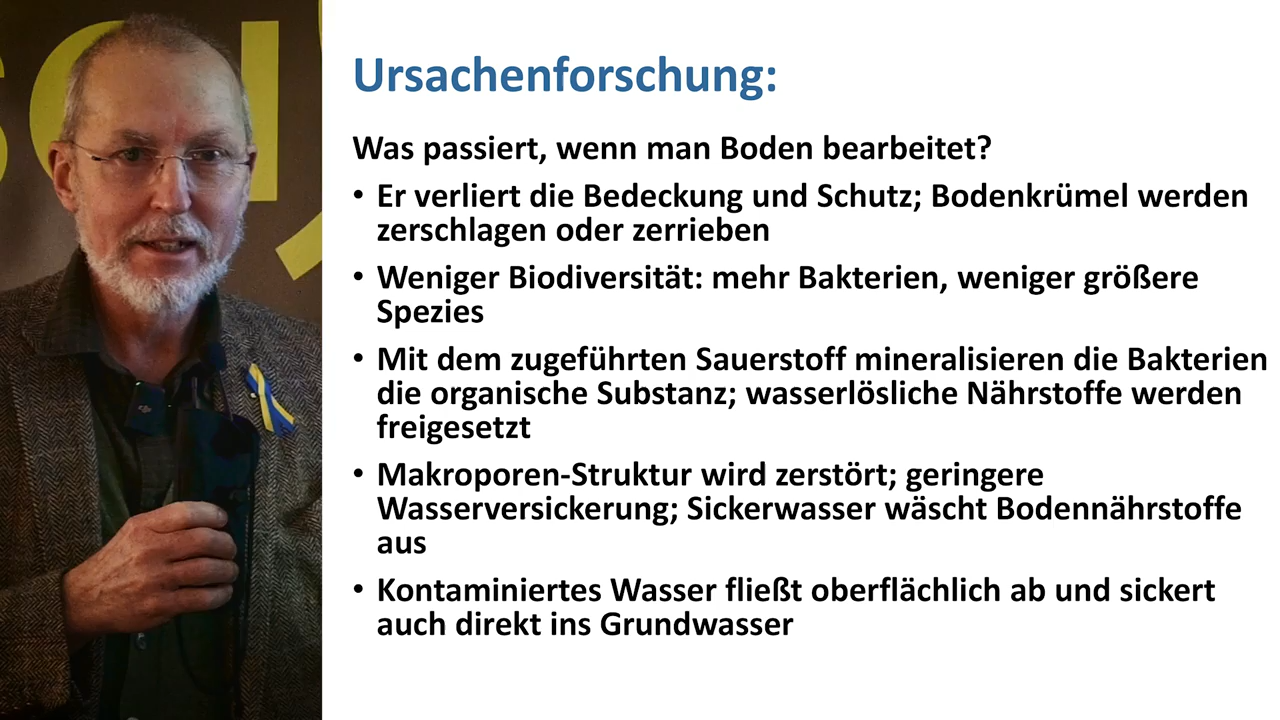 Ursachenforschung:
Was passiert, wenn man Boden bearbeitet?
• Er verliert die Bedeckung und Schutz; Bodenkrümel werden
zerschlagen oder zerrieben
• Weniger Biodiversität: mehr Bakterien, weniger größere
Spezies
• Mit dem zugeführten Sauerstoff mineralisieren die Bakterien
die organische Substanz; wasserlösliche Nährstoffe werden
freigesetzt
• Makroporen-Struktur wird zerstört; geringere
Wasserversickerung; Sickerwasser wäscht Bodennährstoffe
aus
• Kontaminiertes Wasser fließt oberflächlich ab und sickert
auch direkt ins Grundwasser